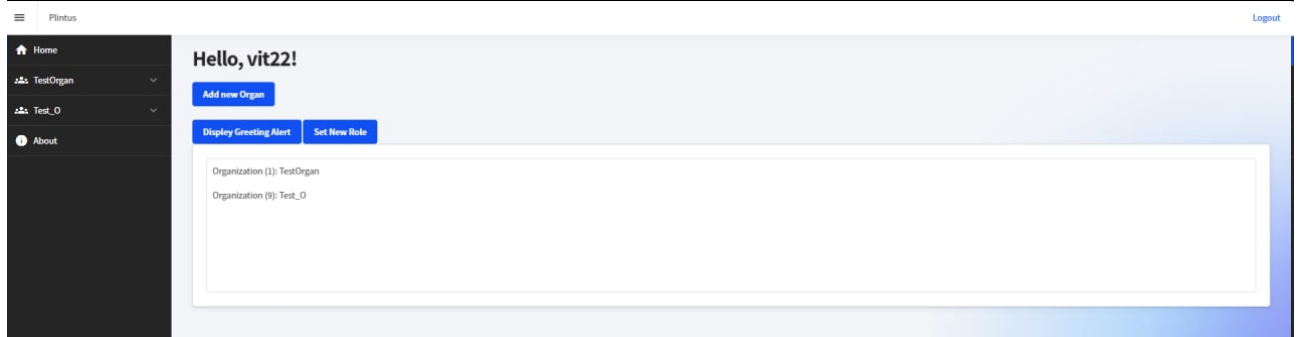 Plintus
Logout
Home
TestOrgan
Test_O
About
Hello, vit22!
Add new Organ
Displey Greeting Alert
Set New Role
Organization (1): TestOrgan
Organization (9): Test_O